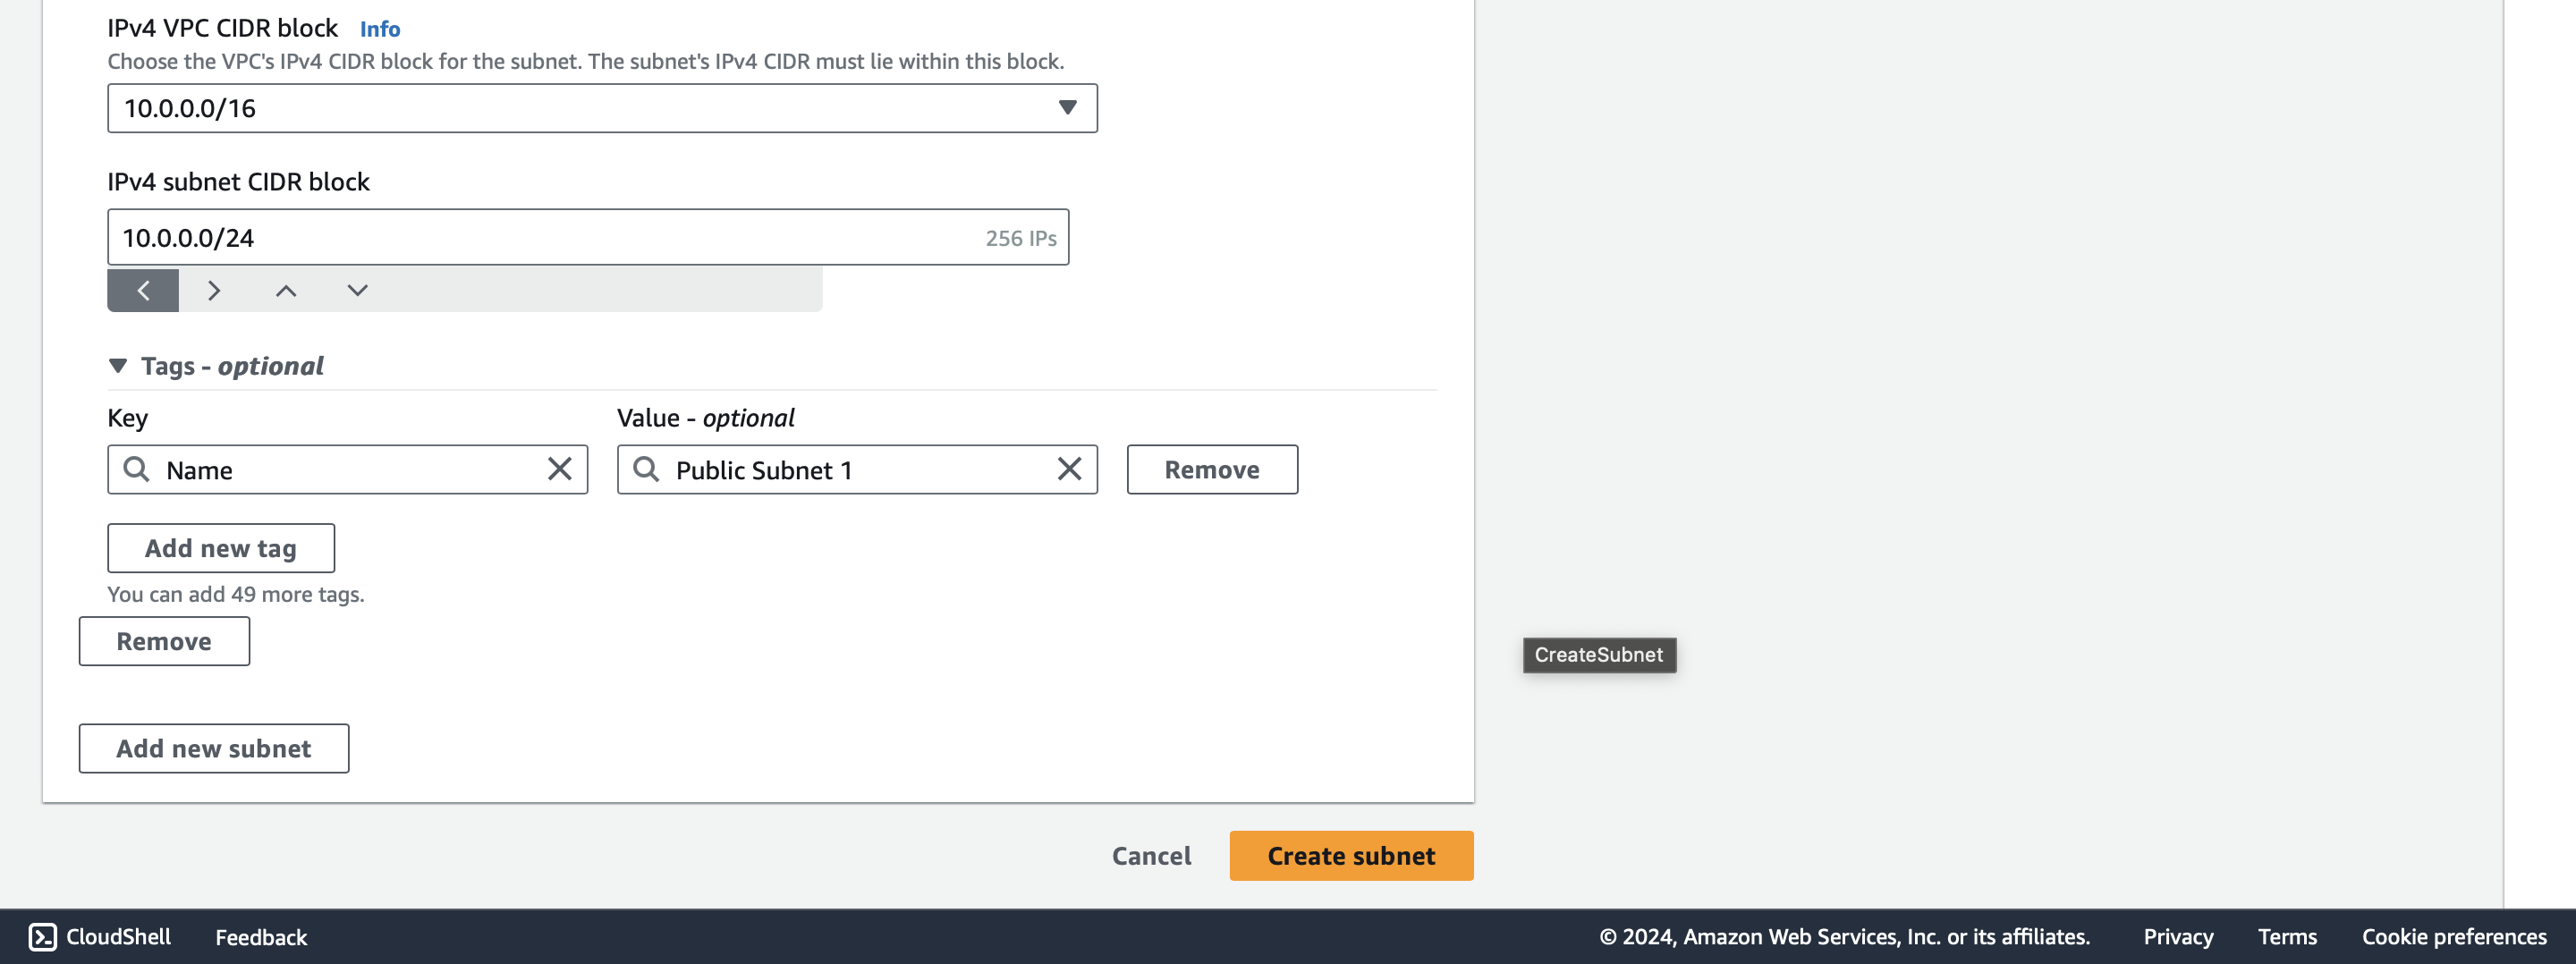 IPv4 VPC CIDR block Info
Choose the VPC's IPv4 CIDR block for the subnet. The subnet's IPv4 CIDR must lie within this block.
10.0.0.0/16
IPv4 subnet CIDR block
10.0.0.0/24 256 IPs
Tags - optional
Key Value - optional
Name Public Subnet 1 Remove
Add new tag
You can add 49 more tags.
Remove
CreateSubnet
Add new subnet
Cancel Create subnet
CloudShell Feedback © 2024, Amazon Web Services, Inc. or its affiliates. Privacy Terms Cookie preferences